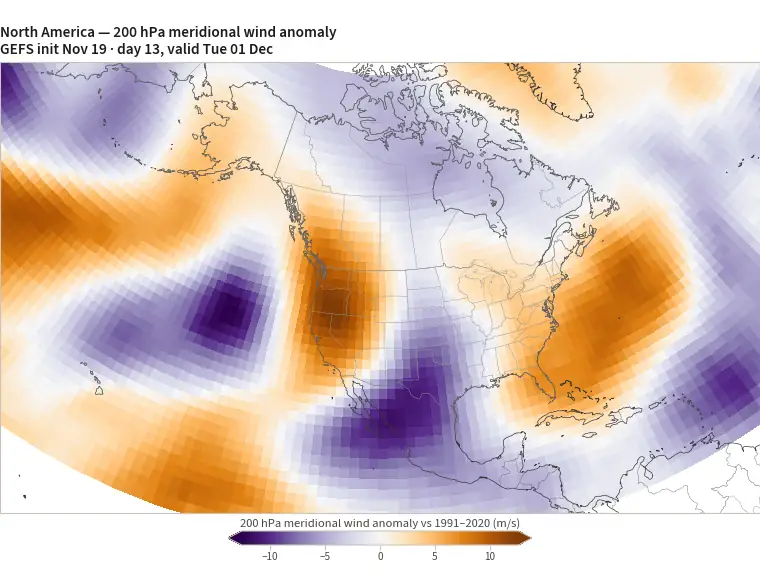 North America — 200 hPa meridional wind anomaly
GEFS init Nov 19 · day 13, valid Tue 01 Dec
200 hPa meridional wind anomaly vs 1991–2020 (m/s)
−10 −5 0 5 10